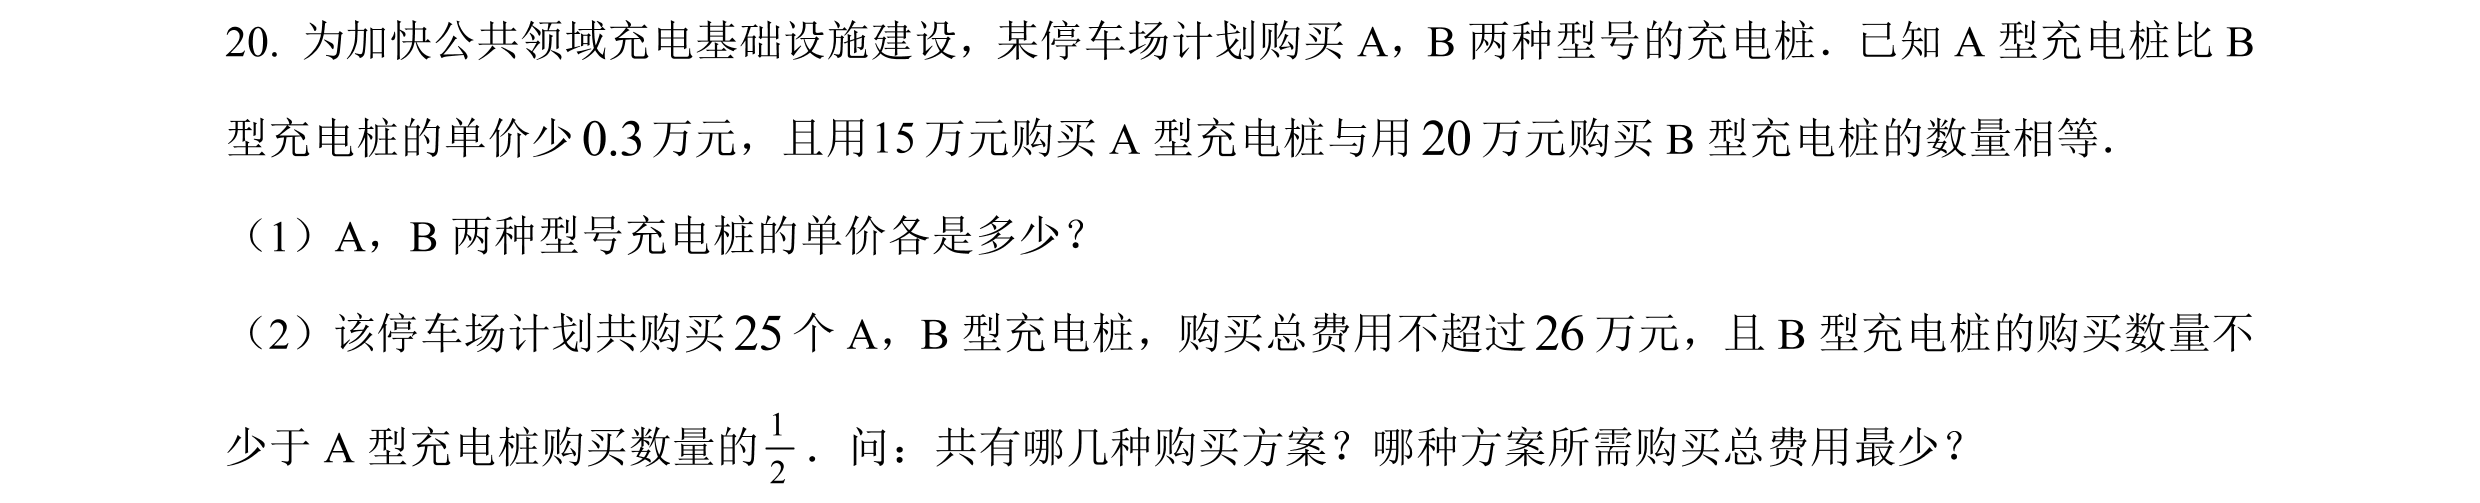 20. 为加快公共领域充电基础设施建设，某停车场计划购买 A，B 两种型号的充电桩．已知 A 型充电桩比 B
型充电桩的单价少 0.3 万元，且用 15 万元购买 A 型充电桩与用 20 万元购买 B 型充电桩的数量相等．
（1）A，B 两种型号充电桩的单价各是多少？
（2）该停车场计划共购买 25 个 A，B 型充电桩，购买总费用不超过 26 万元，且 B 型充电桩的购买数量不
少于 A 型充电桩购买数量的 1/2 ．问：共有哪几种购买方案？哪种方案所需购买总费用最少？